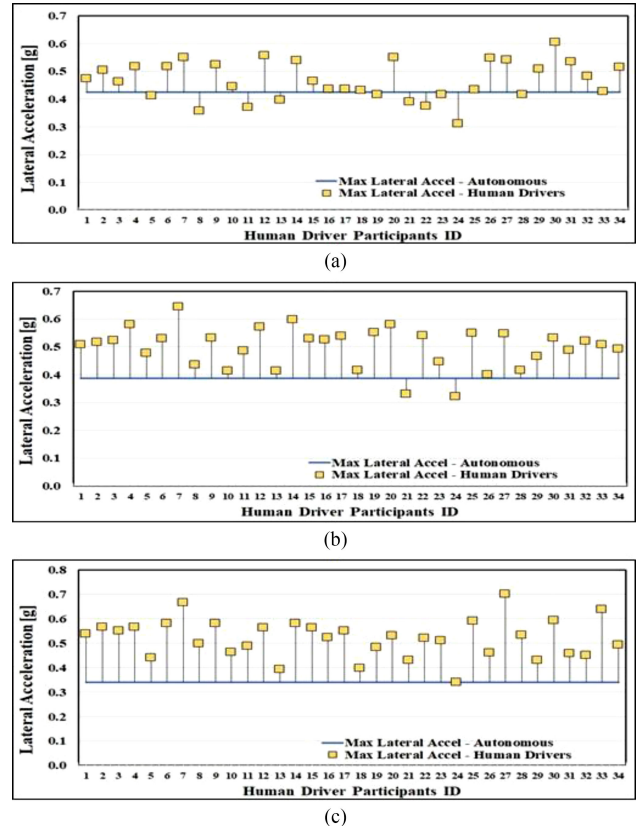 0.7
0.6
0.5
0.4
0.3
0.2
0.1
0.0
Lateral Acceleration [g]
Max Lateral Accel - Autonomous
Max Lateral Accel - Human Drivers
1 2 3 4 5 6 7 8 9 10 11 12 13 14 15 16 17 18 19 20 21 22 23 24 25 26 27 28 29 30 31 32 33 34
Human Driver Participants ID
(a)
0.7
0.6
0.5
0.4
0.3
0.2
0.1
0.0
Lateral Acceleration [g]
Max Lateral Accel - Autonomous
Max Lateral Accel - Human Drivers
1 2 3 4 5 6 7 8 9 10 11 12 13 14 15 16 17 18 19 20 21 22 23 24 25 26 27 28 29 30 31 32 33 34
Human Driver Participants ID
(b)
0.8
0.7
0.6
0.5
0.4
0.3
0.2
0.1
0.0
Lateral Acceleration [g]
Max Lateral Accel - Autonomous
Max Lateral Accel - Human Drivers
1 2 3 4 5 6 7 8 9 10 11 12 13 14 15 16 17 18 19 20 21 22 23 24 25 26 27 28 29 30 31 32 33 34
Human Driver Participants ID
(c)